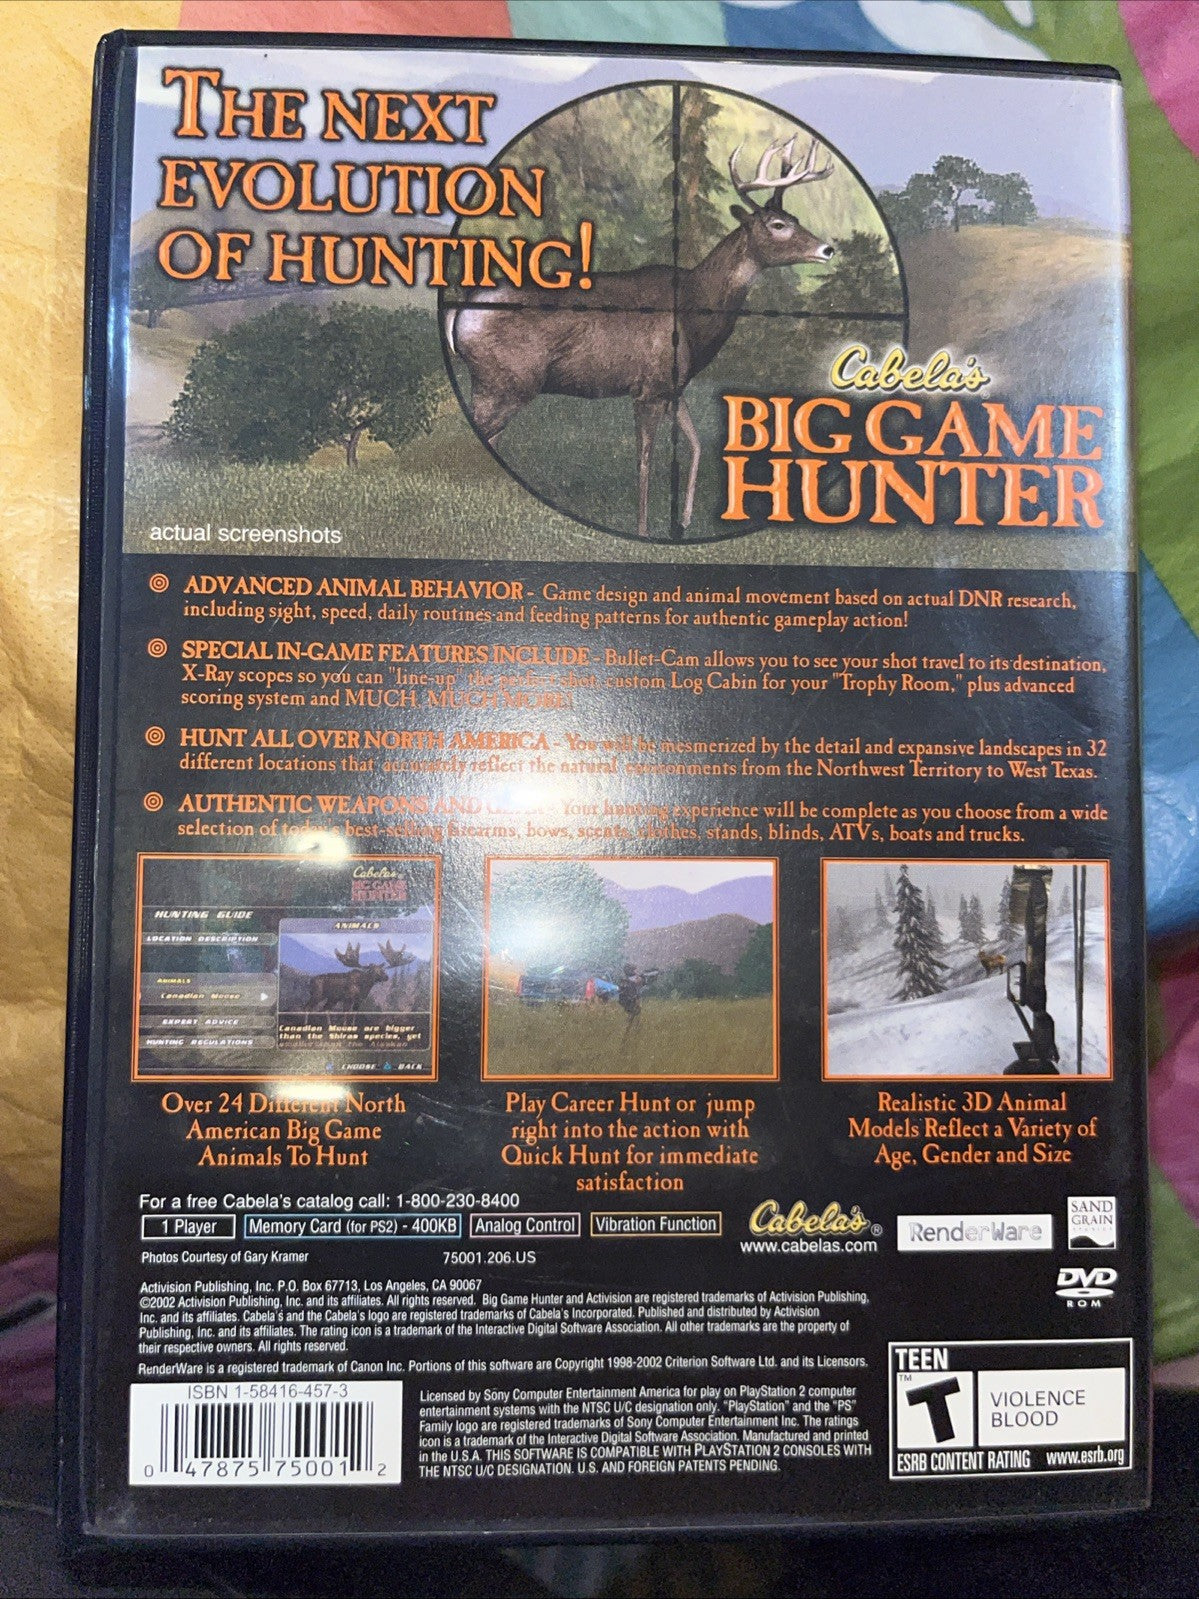 THE NEXT
EVOLUTION
OF HUNTING!
Cabela's
BIG GAME
HUNTER
actual screenshots
ADVANCED ANIMAL BEHAVIOR - Game design and animal movement based on actual DNR research,
including sight, speed, daily routines and feeding patterns for authentic gameplay action!
SPECIAL IN-GAME FEATURES INCLUDE - Bullet-Cam allows you to see your shot travel to its destination,
X-Ray scopes so you can "line-up" the perfect shot, custom Log Cabin for your "Trophy Room," plus advanced
scoring system and MUCH, MUCH MORE!
HUNT ALL OVER NORTH AMERICA - You will be mesmerized by the detail and expansive landscapes in 32
different locations that accurately reflect the natural environments from the Northwest Territory to West Texas.
AUTHENTIC WEAPONS AND GEAR - Your hunting experience will be complete as you choose from a wide
selection of today's best-selling firearms, bows, scents, clothes, stands, blinds, ATVs, boats and trucks.
Cabela's
BIG GAME
HUNTER
HUNTING GUIDE
LOCATION DESCRIPTION
ANIMALS
ANIMALS
Canadian Moose
EXPERT ADVICE
HUNTING REGULATIONS
Canadian Moose are bigger
than the Shiras species, yet
smaller than the Alaskan
CHOOSE BACK
Over 24 Different North
American Big Game
Animals To Hunt
Play Career Hunt or jump
right into the action with
Quick Hunt for immediate
satisfaction
Realistic 3D Animal
Models Reflect a Variety of
Age, Gender and Size
For a free Cabela's catalog call: 1-800-230-8400
1 Player Memory Card (for PS2) - 400KB Analog Control Vibration Function
Cabela's®
www.cabelas.com
RenderWare
SAND
GRAIN
STUDIOS
Photos Courtesy of Gary Kramer 75001.206.US
Activision Publishing, Inc. P.O. Box 67713, Los Angeles, CA 90067
©2002 Activision Publishing, Inc. and its affiliates. All rights reserved. Big Game Hunter and Activision are registered trademarks of Activision Publishing,
Inc. and its affiliates. Cabela's and the Cabela's logo are registered trademarks of Cabela's Incorporated. Published and distributed by Activision
Publishing, Inc. and its affiliates. The rating icon is a trademark of the Interactive Digital Software Association. All other trademarks are the property of
their respective owners. All rights reserved.
RenderWare is a registered trademark of Canon Inc. Portions of this software are Copyright 1998-2002 Criterion Software Ltd. and its Licensors.
DVD
ROM
ISBN 1-58416-457-3
0 47875 75001 2
Licensed by Sony Computer Entertainment America for play on PlayStation 2 computer
entertainment systems with the NTSC U/C designation only. "PlayStation" and the "PS"
Family logo are registered trademarks of Sony Computer Entertainment Inc. The ratings
icon is a trademark of the Interactive Digital Software Association. Manufactured and printed
in the U.S.A. THIS SOFTWARE IS COMPATIBLE WITH PLAYSTATION 2 CONSOLES WITH
THE NTSC U/C DESIGNATION. U.S. AND FOREIGN PATENTS PENDING.
TEEN
TM
T
VIOLENCE
BLOOD
ESRB CONTENT RATING www.esrb.org